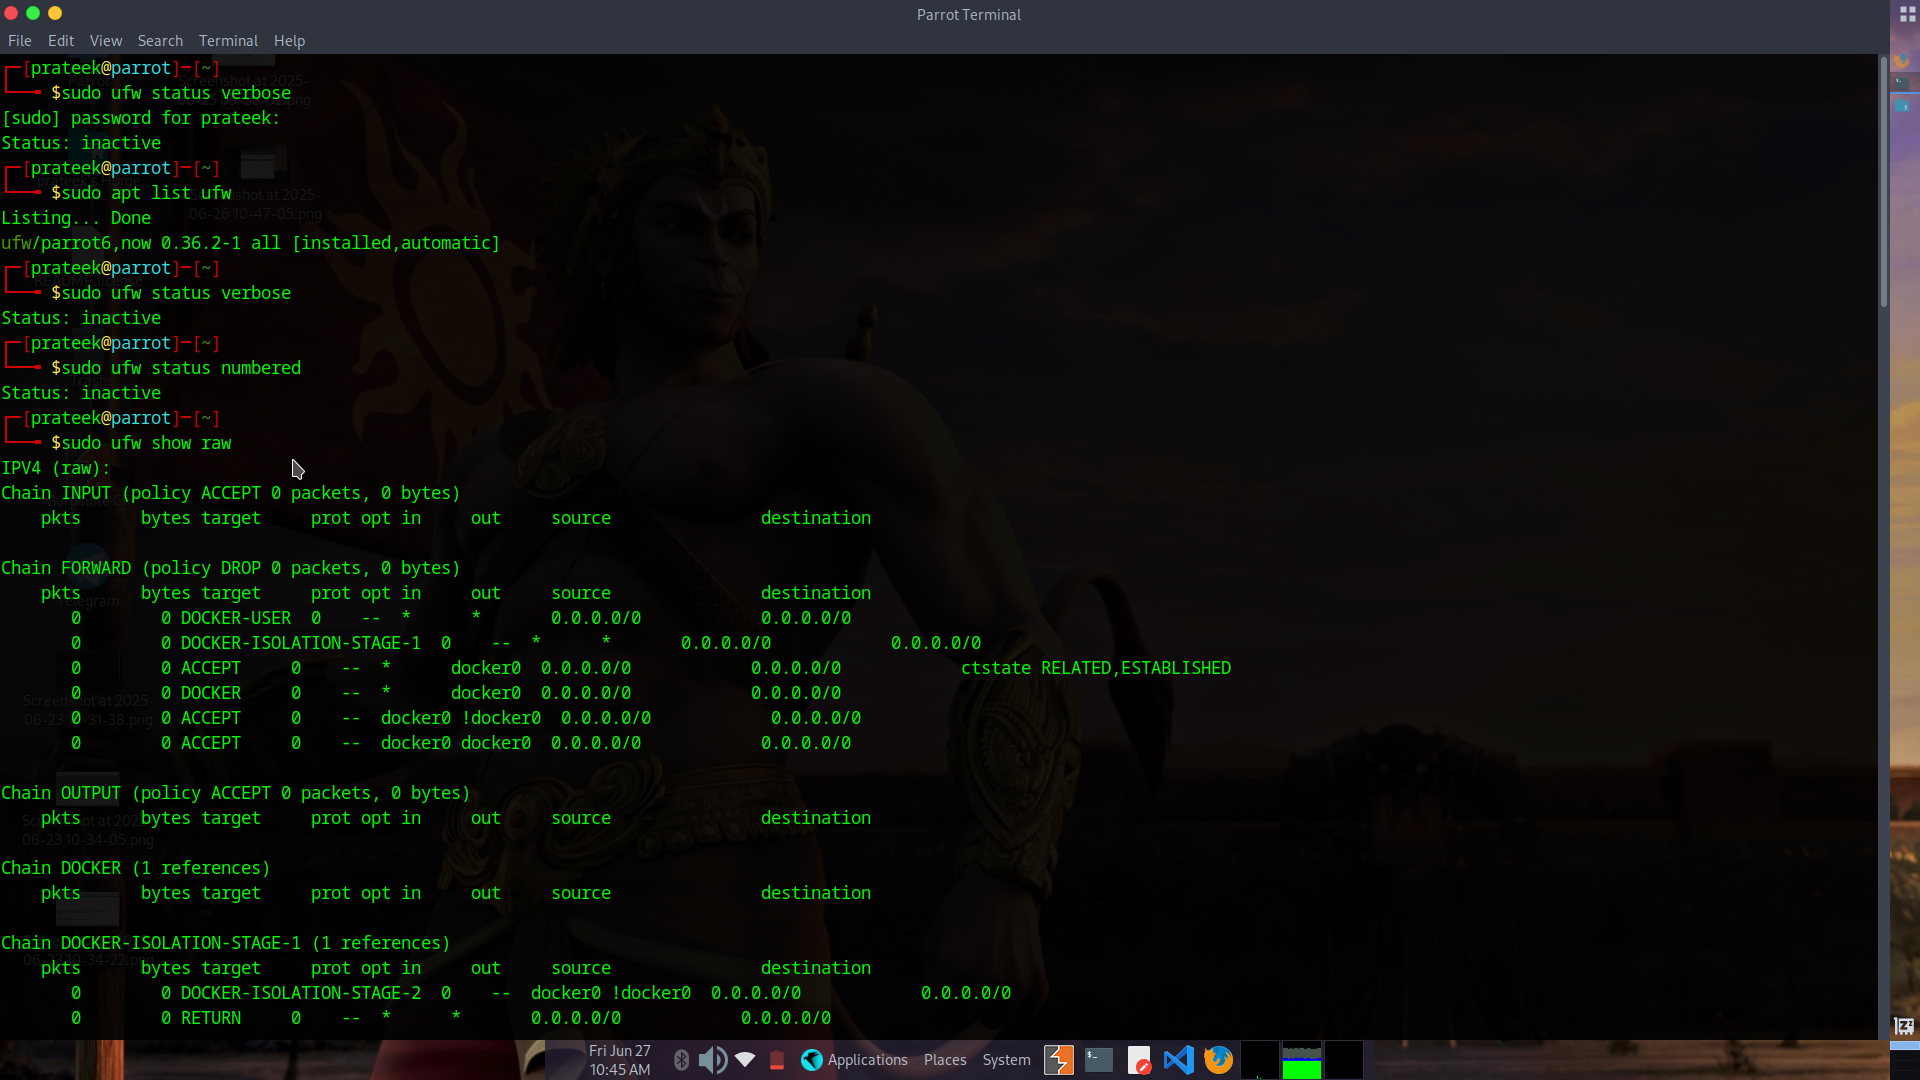 Parrot Terminal
File Edit View Search Terminal Help
┌─[prateek@parrot]─[~]
└──╼ $sudo ufw status verbose
[sudo] password for prateek:
Status: inactive
┌─[prateek@parrot]─[~]
└──╼ $sudo apt list ufw
Listing... Done
ufw/parrot6,now 0.36.2-1 all [installed,automatic]
┌─[prateek@parrot]─[~]
└──╼ $sudo ufw status verbose
Status: inactive
┌─[prateek@parrot]─[~]
└──╼ $sudo ufw status numbered
Status: inactive
┌─[prateek@parrot]─[~]
└──╼ $sudo ufw show raw
IPV4 (raw):
Chain INPUT (policy ACCEPT 0 packets, 0 bytes)
pkts bytes target prot opt in out source destination
Chain FORWARD (policy DROP 0 packets, 0 bytes)
pkts bytes target prot opt in out source destination
0 0 DOCKER-USER 0 -- * * 0.0.0.0/0 0.0.0.0/0
0 0 DOCKER-ISOLATION-STAGE-1 0 -- * * 0.0.0.0/0 0.0.0.0/0
0 0 ACCEPT 0 -- * docker0 0.0.0.0/0 0.0.0.0/0 ctstate RELATED,ESTABLISHED
0 0 DOCKER 0 -- * docker0 0.0.0.0/0 0.0.0.0/0
0 0 ACCEPT 0 -- docker0 !docker0 0.0.0.0/0 0.0.0.0/0
0 0 ACCEPT 0 -- docker0 docker0 0.0.0.0/0 0.0.0.0/0
Chain OUTPUT (policy ACCEPT 0 packets, 0 bytes)
pkts bytes target prot opt in out source destination
Chain DOCKER (1 references)
pkts bytes target prot opt in out source destination
Chain DOCKER-ISOLATION-STAGE-1 (1 references)
pkts bytes target prot opt in out source destination
0 0 DOCKER-ISOLATION-STAGE-2 0 -- docker0 !docker0 0.0.0.0/0 0.0.0.0/0
0 0 RETURN 0 -- * * 0.0.0.0/0 0.0.0.0/0
Fri Jun 27
10:45 AM
Applications Places System